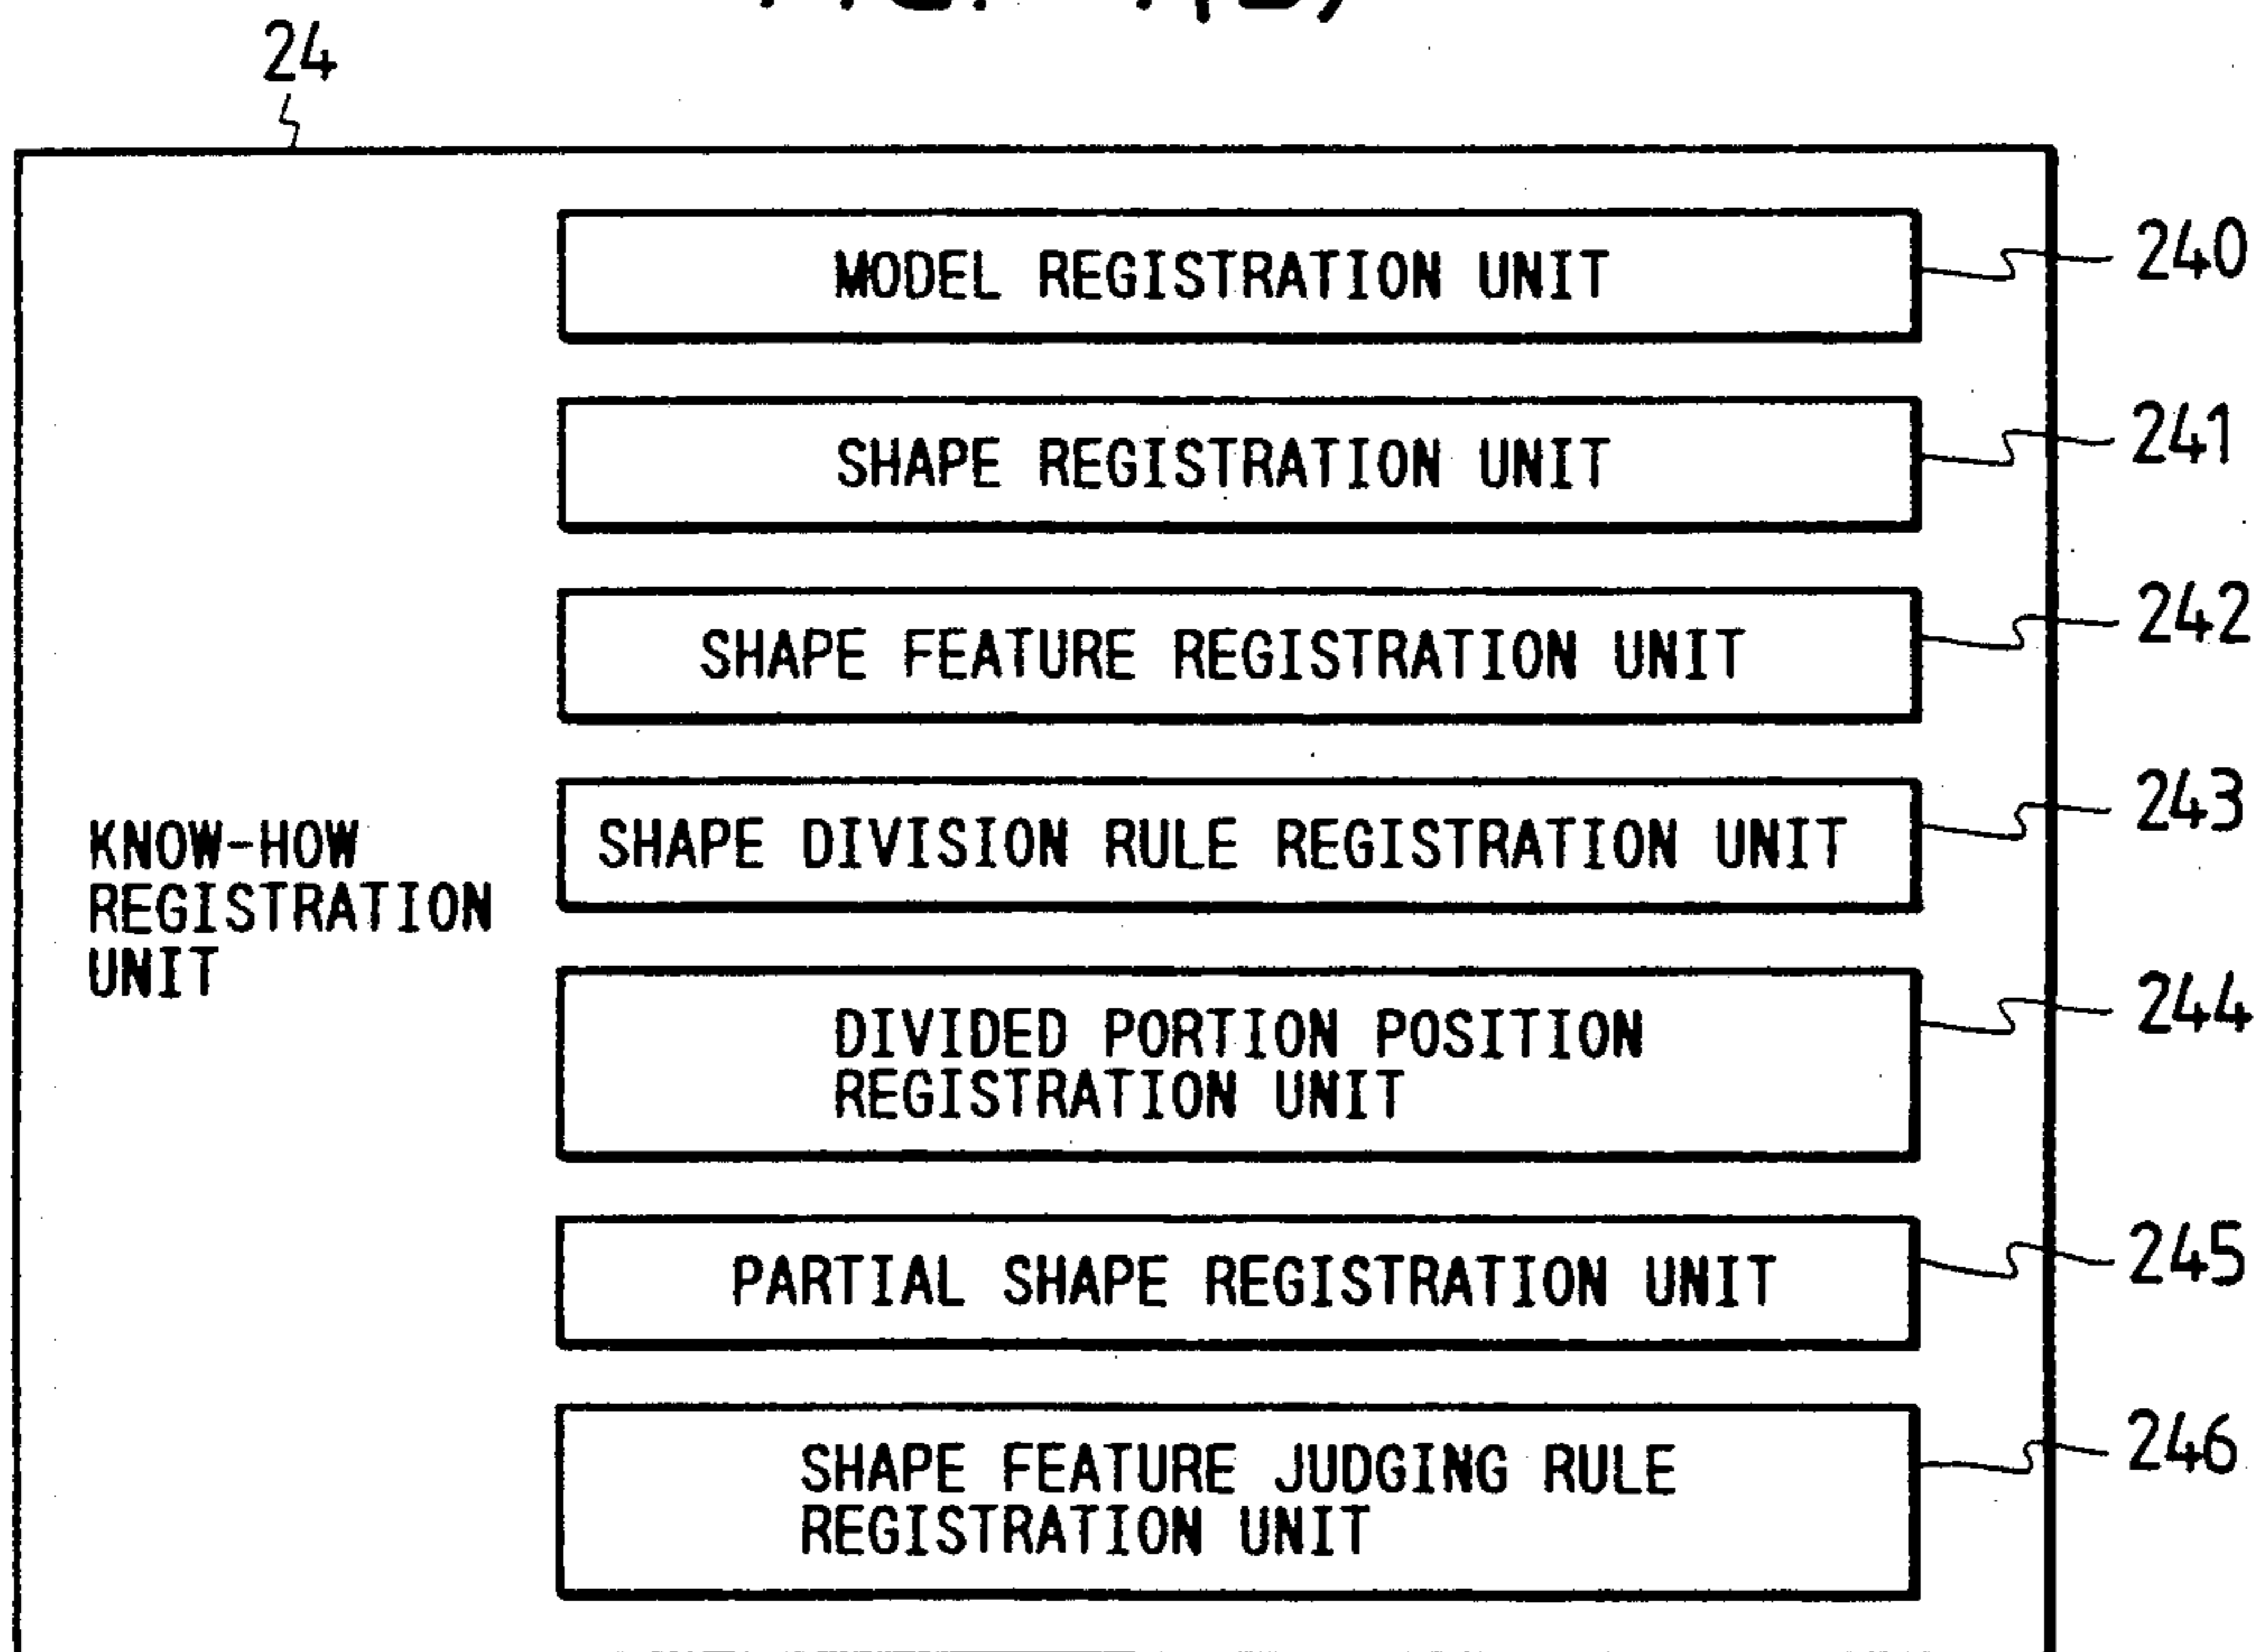 24
MODEL REGISTRATION UNIT
240
SHAPE REGISTRATION UNIT
241
SHAPE FEATURE REGISTRATION UNIT
242
SHAPE DIVISION RULE REGISTRATION UNIT
243
KNOW-HOW
REGISTRATION
UNIT
DIVIDED PORTION POSITION
REGISTRATION UNIT
244
PARTIAL SHAPE REGISTRATION UNIT
245
SHAPE FEATURE JUDGING RULE
REGISTRATION UNIT
246